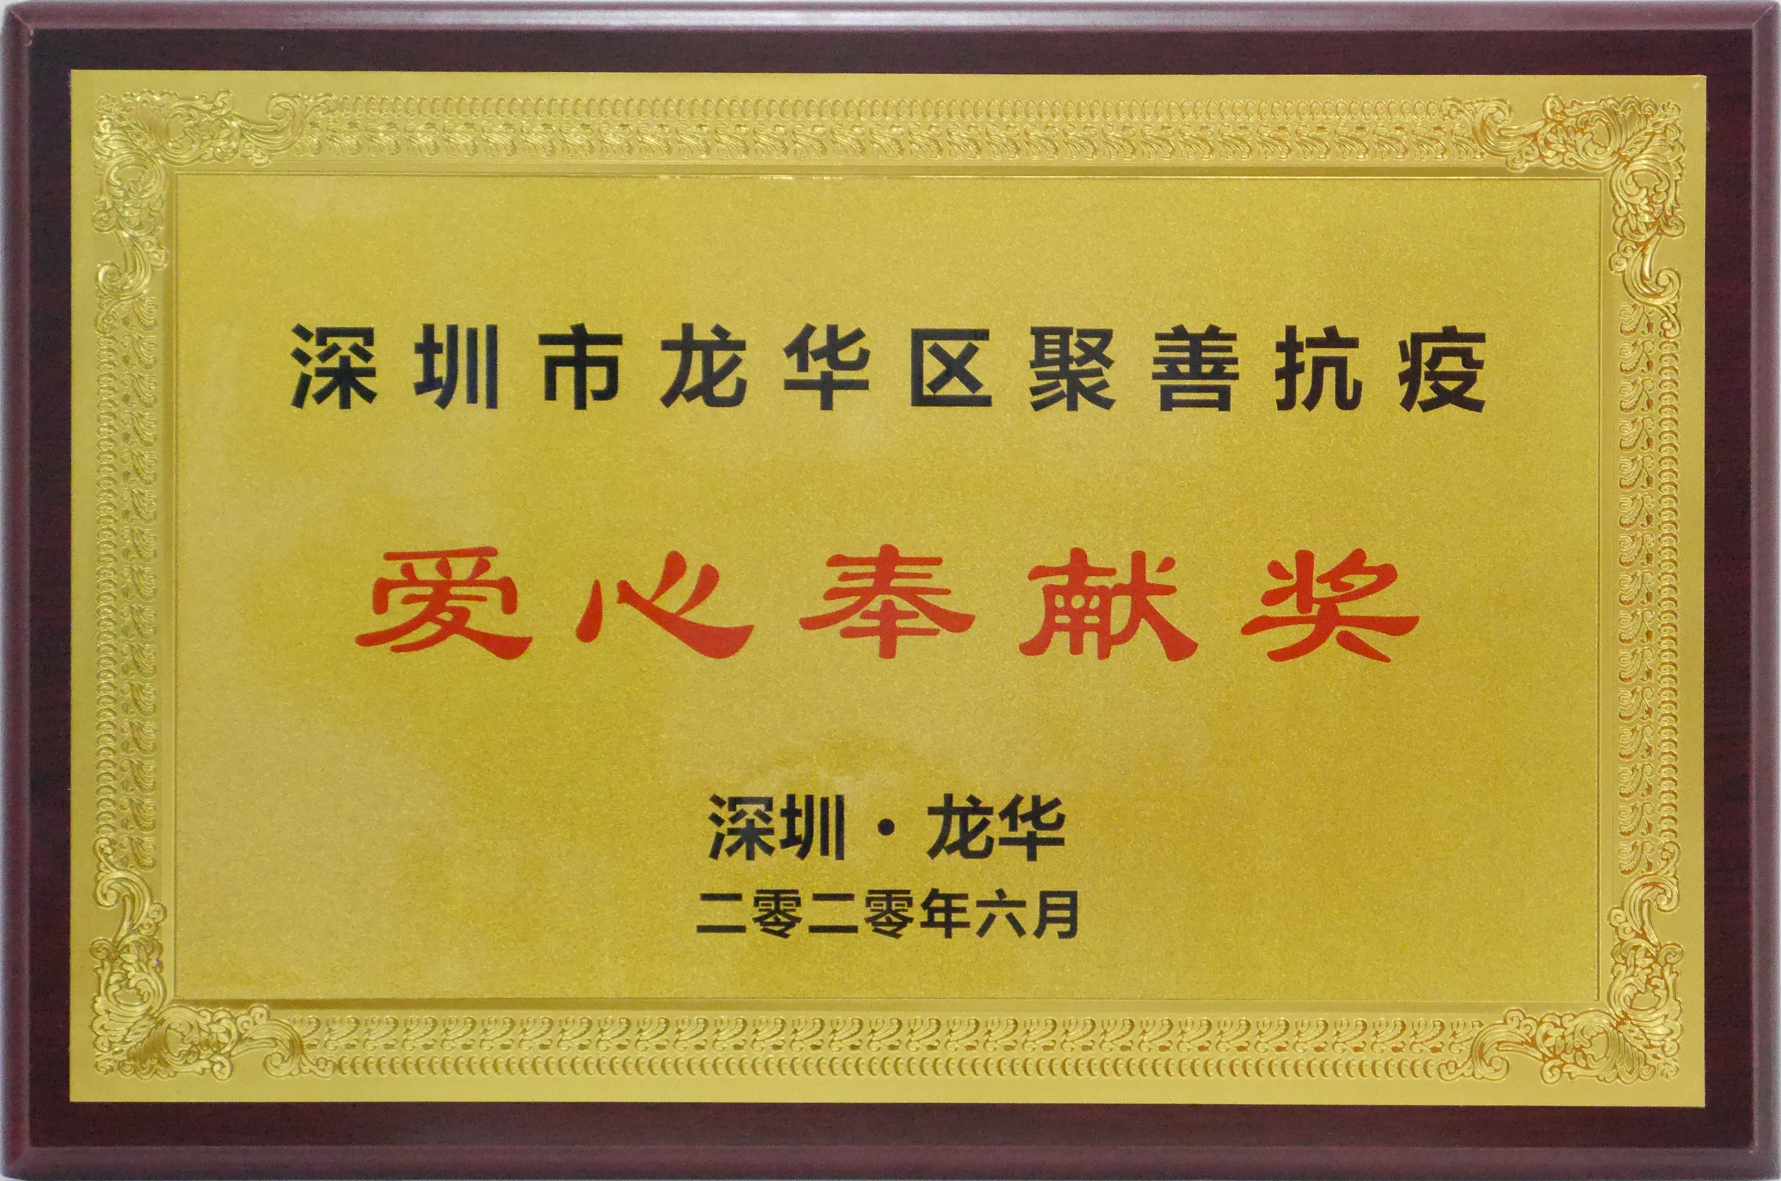 深圳市龙华区聚善抗疫
爱心奉献奖
深圳·龙华
二零二零年六月